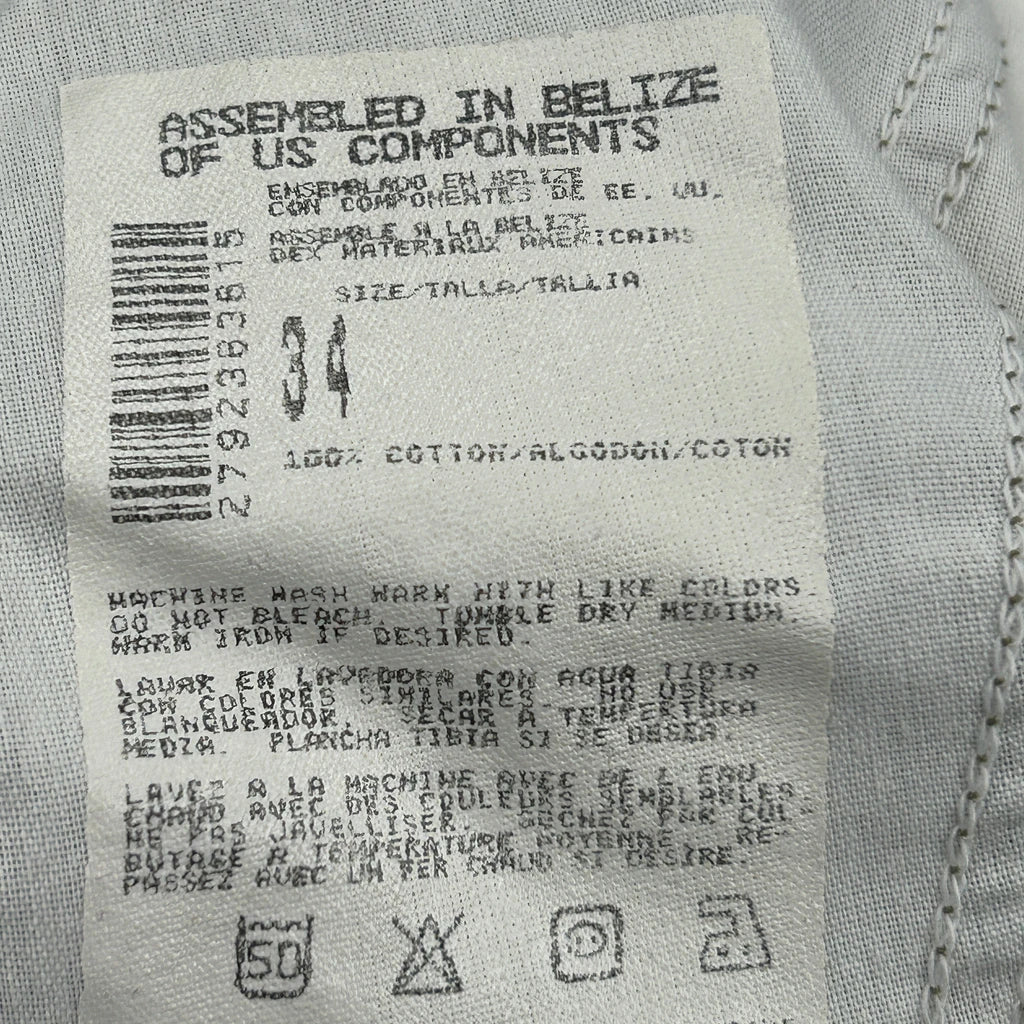 ASSEMBLED IN BELIZE
OF US COMPONENTS
ENSEMBLADO EN BELIZE
CON COMPONENTES DE EE. UU.
ASSEMBLE A LA BELIZE
DEX MATERIAUX AMERICAINS
SIZE/TALLA/TALLIA
34
2792363615
100% COTTON/ALGODON/COTON
MACHINE WASH WARM WITH LIKE COLORS.
DO NOT BLEACH. TUMBLE DRY MEDIUM.
WARM IRON IF DESIRED.
LAVAR EN LAVEDORA CON AGUA TIBIA
CON COLORES SIMILARES. NO USE
BLANQUEADOR. SECAR A TEMPERTURA
MEDIA. PLANCHA TIBIA SI SE DESEA.
LAVEZ A LA MACHINE AVEC DE L EAU
CHAUD AVEC DES COULEURS SEMBLABLES.
NE PAS JAVELLISER. SECHEZ PAR CUL-
BUTAGE A TEMPERATURE MOYENNE. RE-
PASSEZ AVEC UN FER CHAUD SI DESIRE.
50